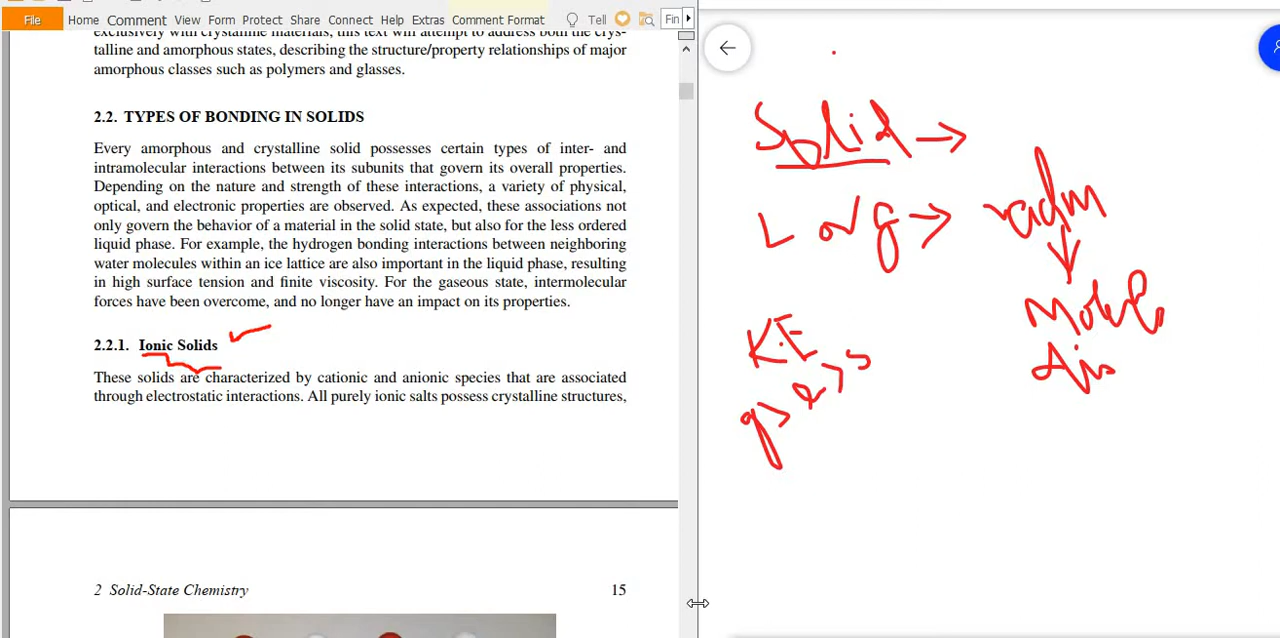 File Home Comment View Form Protect Share Connect Help Extras Comment Format Tell Fin
exclusively with crystalline materials, this text will attempt to address both the crys-
talline and amorphous states, describing the structure/property relationships of major
amorphous classes such as polymers and glasses.
2.2. TYPES OF BONDING IN SOLIDS
Every amorphous and crystalline solid possesses certain types of inter- and
intramolecular interactions between its subunits that govern its overall properties.
Depending on the nature and strength of these interactions, a variety of physical,
optical, and electronic properties are observed. As expected, these associations not
only govern the behavior of a material in the solid state, but also for the less ordered
liquid phase. For example, the hydrogen bonding interactions between neighboring
water molecules within an ice lattice are also important in the liquid phase, resulting
in high surface tension and finite viscosity. For the gaseous state, intermolecular
forces have been overcome, and no longer have an impact on its properties.
2.2.1. Ionic Solids
These solids are characterized by cationic and anionic species that are associated
through electrostatic interactions. All purely ionic salts possess crystalline structures,
2 Solid-State Chemistry 15
Solid →
L or g →
K.E